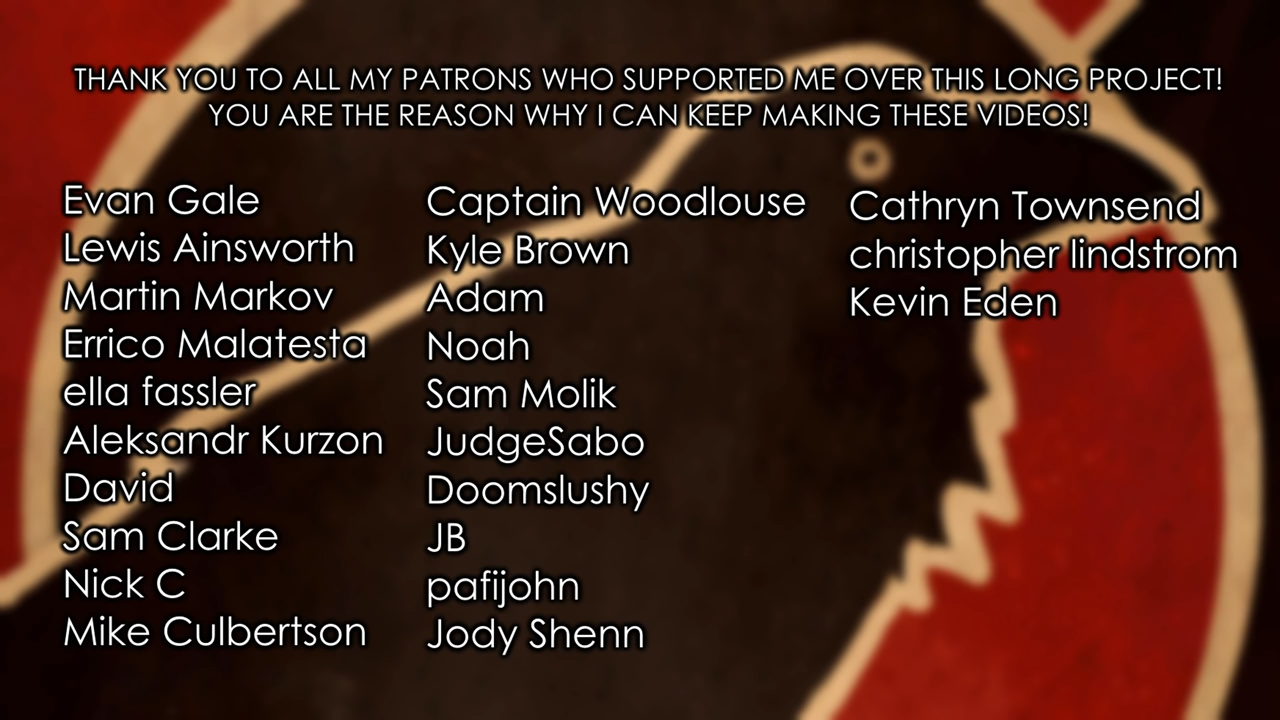 THANK YOU TO ALL MY PATRONS WHO SUPPORTED ME OVER THIS LONG PROJECT!
YOU ARE THE REASON WHY I CAN KEEP MAKING THESE VIDEOS!
Evan Gale
Lewis Ainsworth
Martin Markov
Errico Malatesta
ella fassler
Aleksandr Kurzon
David
Sam Clarke
Nick C
Mike Culbertson
Captain Woodlouse
Kyle Brown
Adam
Noah
Sam Molik
JudgeSabo
Doomslushy
JB
pafijohn
Jody Shenn
Cathryn Townsend
christopher lindstrom
Kevin Eden